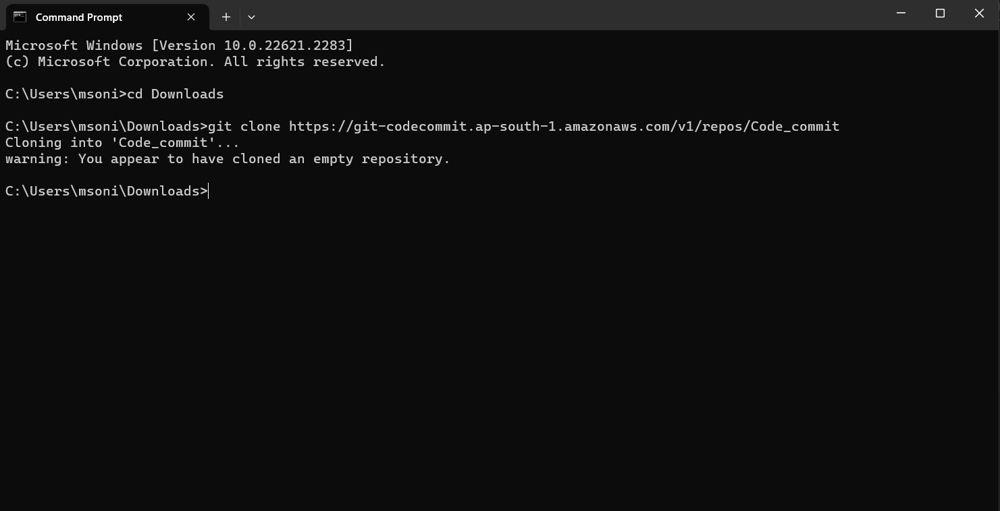 Command Prompt
Microsoft Windows [Version 10.0.22621.2283]
(c) Microsoft Corporation. All rights reserved.
C:\Users\msoni>cd Downloads
C:\Users\msoni\Downloads>git clone https://git-codecommit.ap-south-1.amazonaws.com/v1/repos/Code_commit
Cloning into 'Code_commit'...
warning: You appear to have cloned an empty repository.
C:\Users\msoni\Downloads>